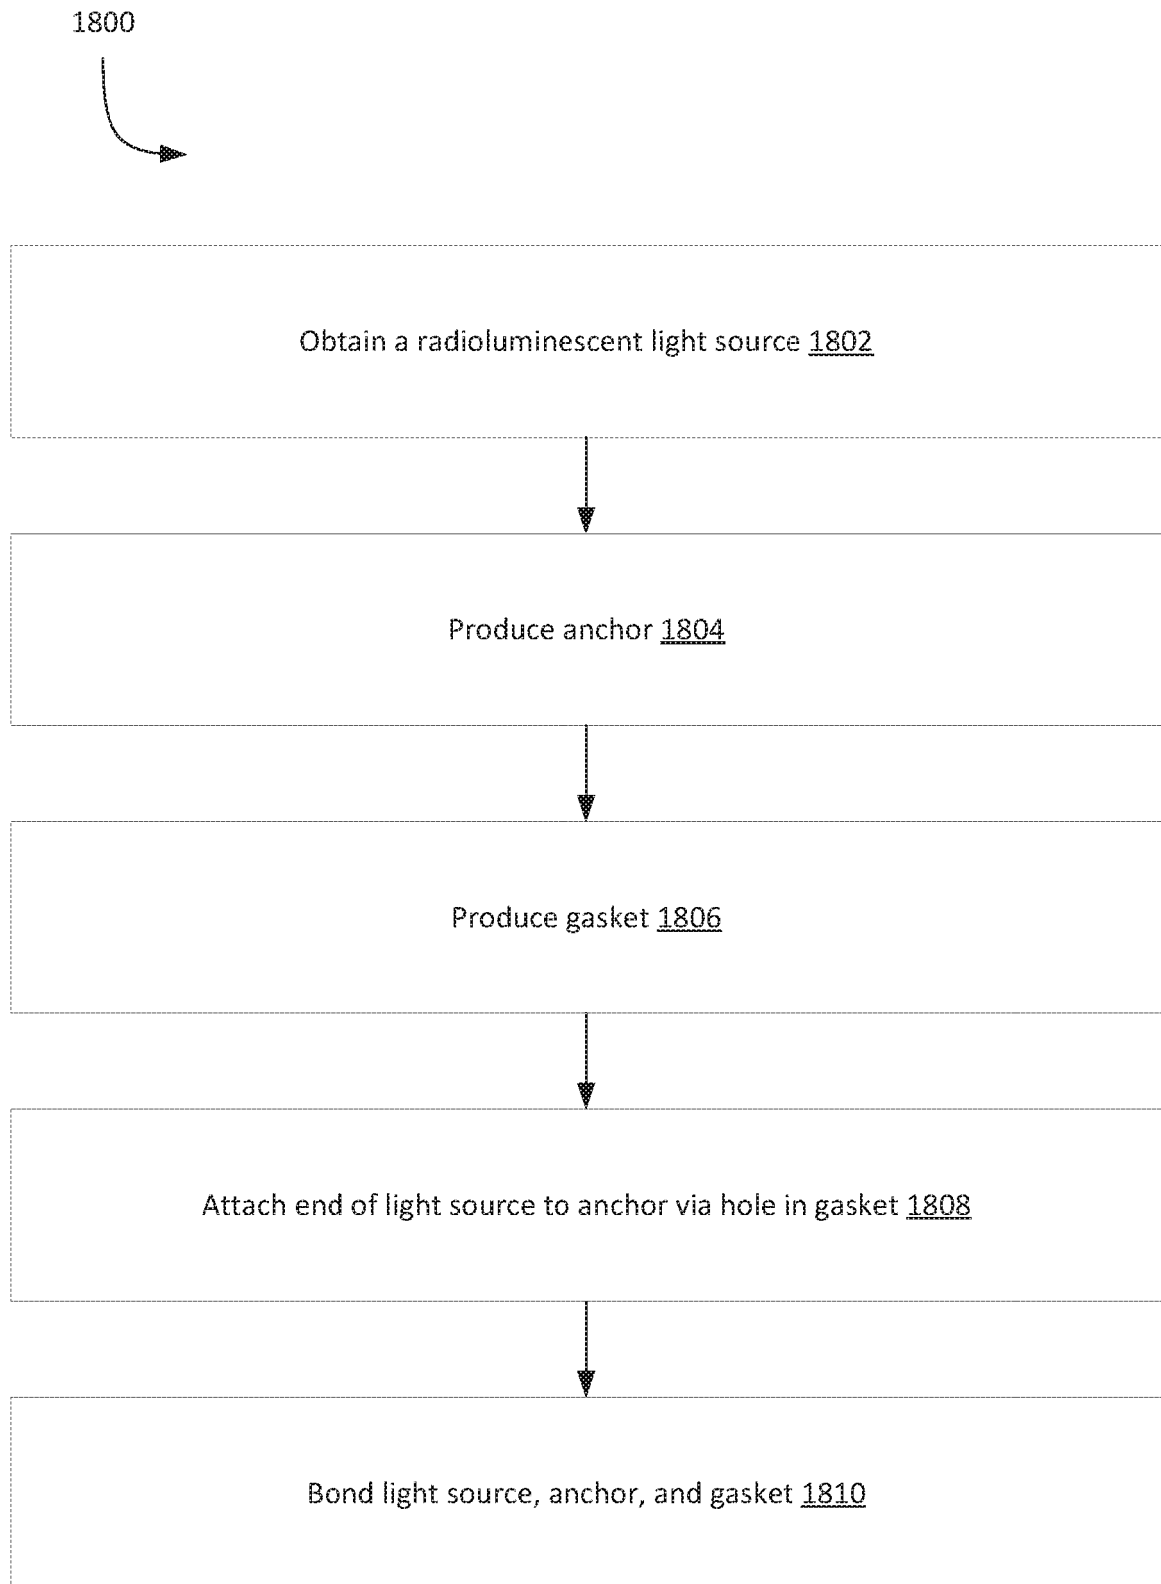 1800
Obtain a radioluminescent light source 1802
Produce anchor 1804
Produce gasket 1806
Attach end of light source to anchor via hole in gasket 1808
Bond light source, anchor, and gasket 1810